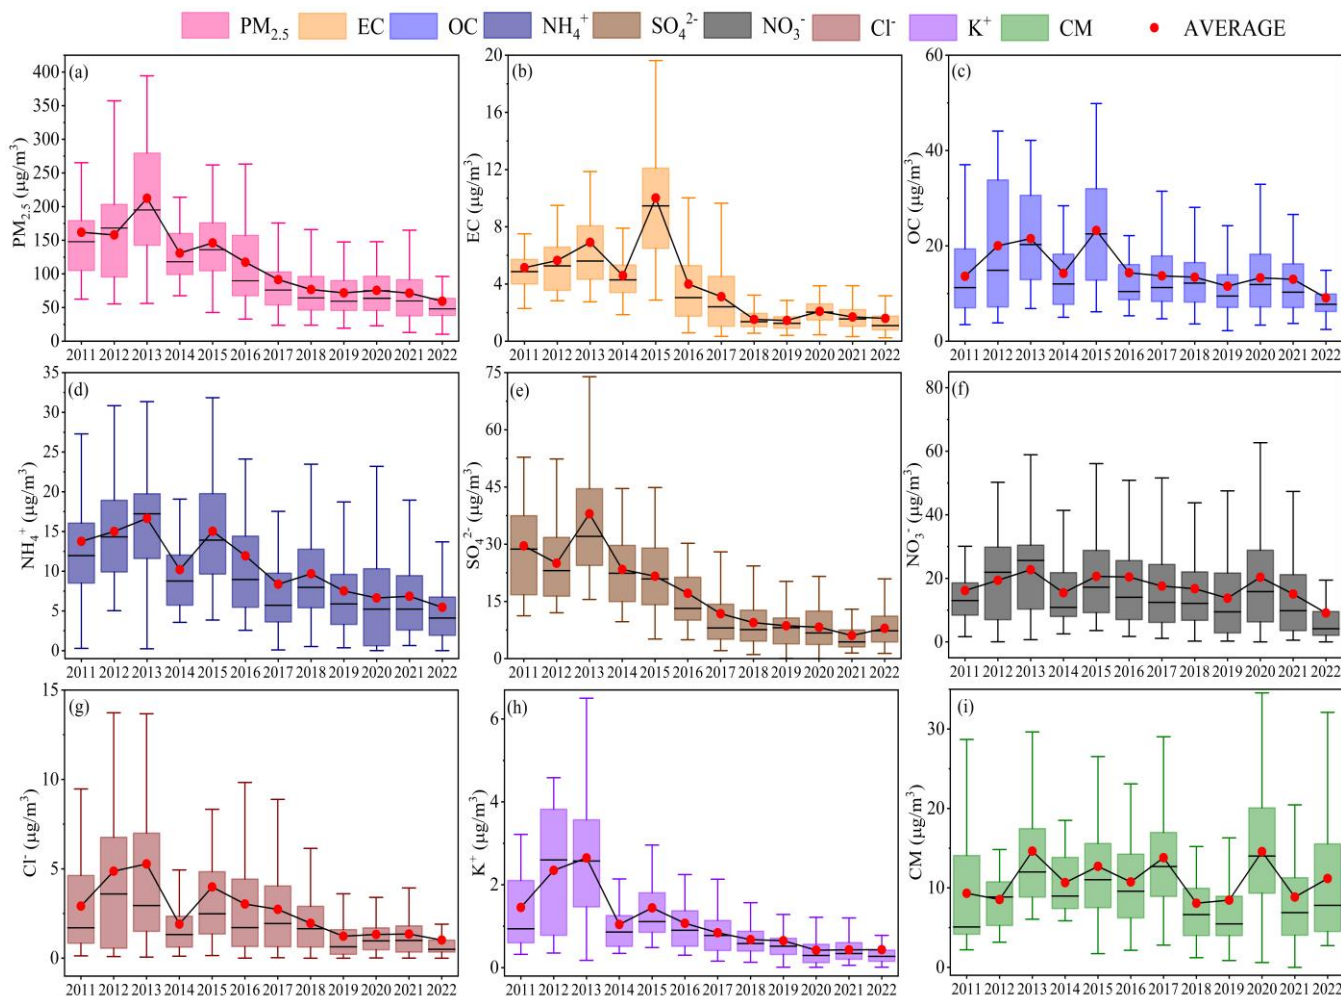 PM2.5 EC OC NH4+ SO42- NO3- Cl- K+ CM AVERAGE
(a)
PM2.5 (μg/m3)
400
350
300
250
200
150
100
50
0
2011 2012 2013 2014 2015 2016 2017 2018 2019 2020 2021 2022
(b)
EC (μg/m3)
20
16
12
8
4
0
2011 2012 2013 2014 2015 2016 2017 2018 2019 2020 2021 2022
(c)
OC (μg/m3)
60
40
20
0
2011 2012 2013 2014 2015 2016 2017 2018 2019 2020 2021 2022
(d)
NH4+ (μg/m3)
35
30
25
20
15
10
5
0
2011 2012 2013 2014 2015 2016 2017 2018 2019 2020 2021 2022
(e)
SO42- (μg/m3)
75
60
45
30
15
0
2011 2012 2013 2014 2015 2016 2017 2018 2019 2020 2021 2022
(f)
NO3- (μg/m3)
80
60
40
20
0
2011 2012 2013 2014 2015 2016 2017 2018 2019 2020 2021 2022
(g)
Cl- (μg/m3)
15
10
5
0
2011 2012 2013 2014 2015 2016 2017 2018 2019 2020 2021 2022
(h)
K+ (μg/m3)
6
4
2
0
2011 2012 2013 2014 2015 2016 2017 2018 2019 2020 2021 2022
(i)
CM (μg/m3)
30
20
10
0
2011 2012 2013 2014 2015 2016 2017 2018 2019 2020 2021 2022